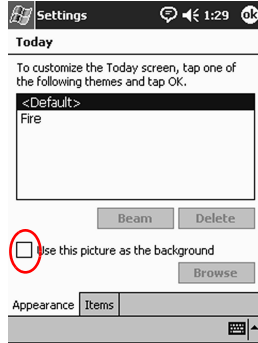 Settings 1:29 ok
Today
To customize the Today screen, tap one of
the following themes and tap OK.
<Default>
Fire
Beam Delete
Use this picture as the background
Browse
Appearance Items